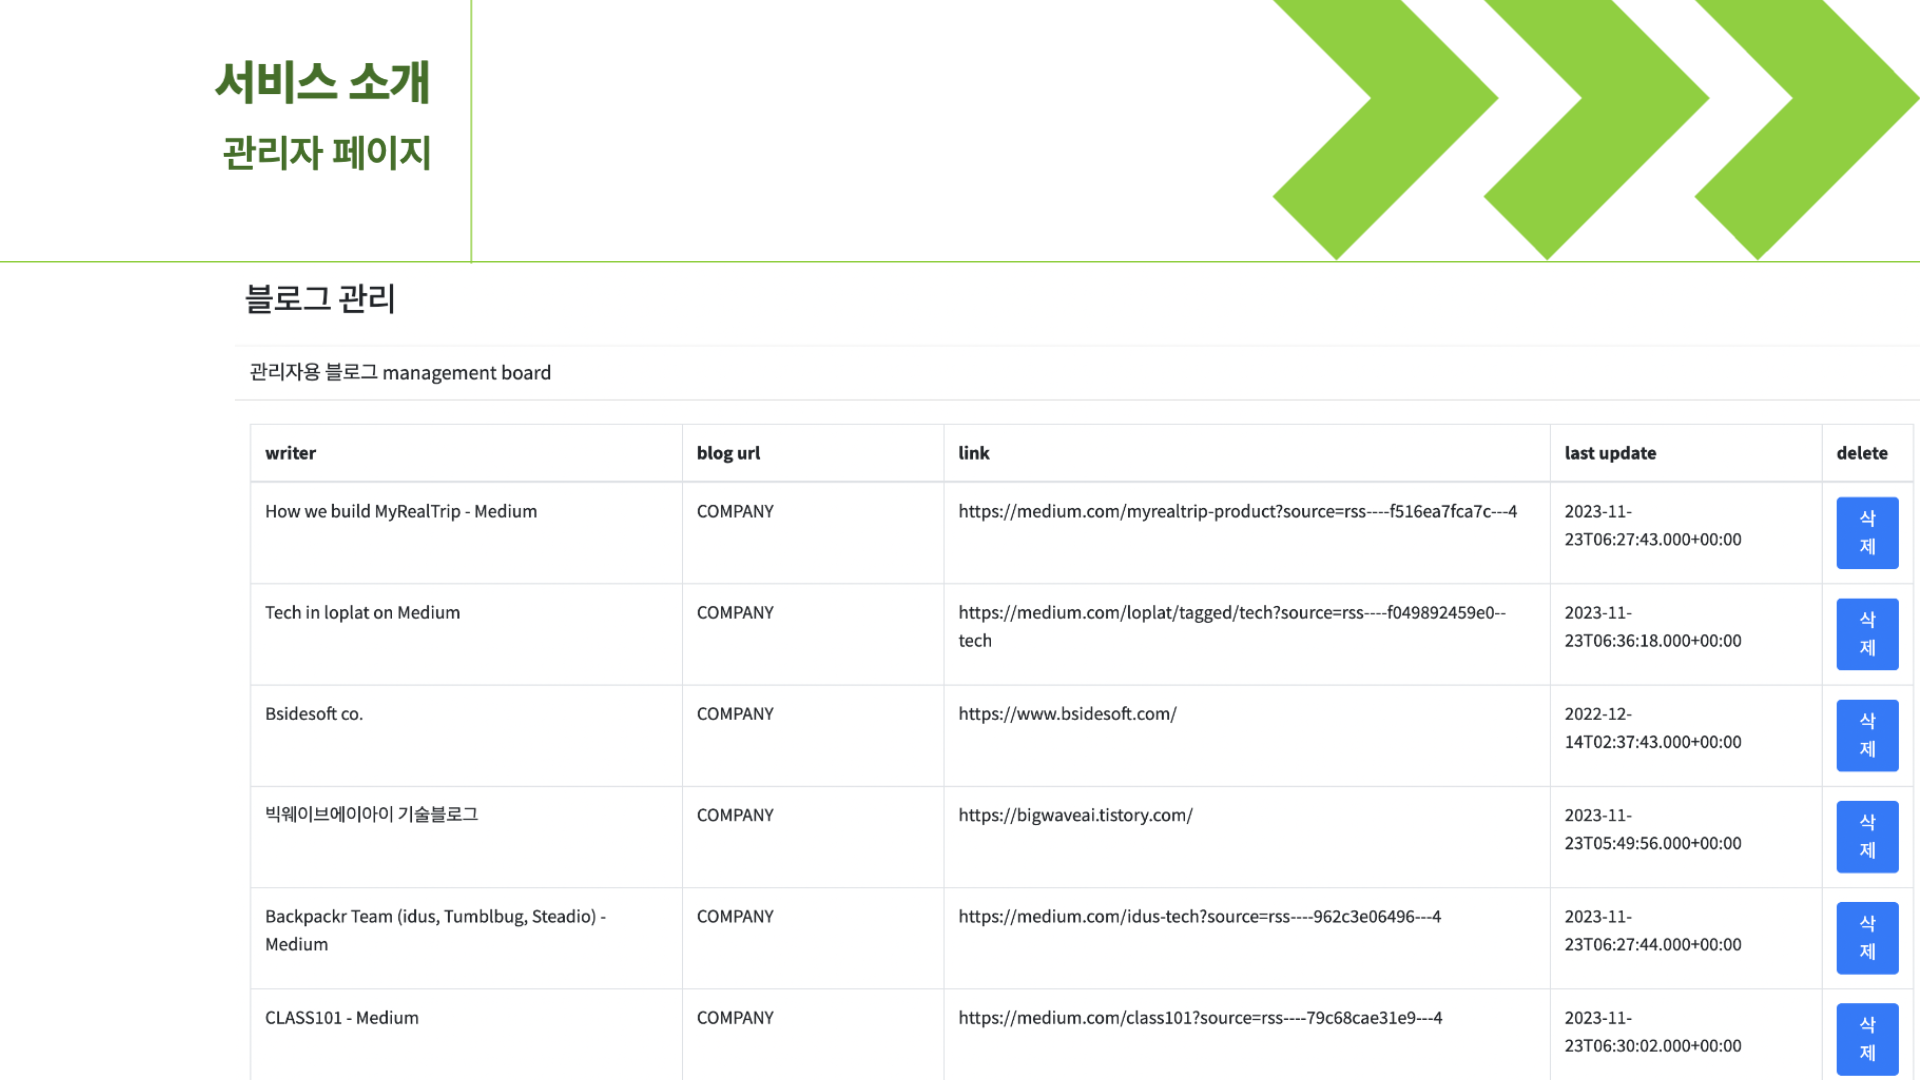 서비스 소개
관리자 페이지
블로그 관리
관리자용 블로그 management board
writer
blog url
link
last update
delete
How we build MyRealTrip - Medium
COMPANY
https://medium.com/myrealtrip-product?source=rss----f516ea7fca7c---4
2023-11-
23T06:27:43.000+00:00
삭
제
Tech in loplat on Medium
COMPANY
https://medium.com/loplat/tagged/tech?source=rss----f049892459e0--
tech
2023-11-
23T06:36:18.000+00:00
삭
제
Bsidesoft co.
COMPANY
https://www.bsidesoft.com/
2022-12-
14T02:37:43.000+00:00
삭
제
빅웨이브에이아이 기술블로그
COMPANY
https://bigwaveai.tistory.com/
2023-11-
23T05:49:56.000+00:00
삭
제
Backpackr Team (idus, Tumblbug, Steadio) -
Medium
COMPANY
https://medium.com/idus-tech?source=rss----962c3e06496---4
2023-11-
23T06:27:44.000+00:00
삭
제
CLASS101 - Medium
COMPANY
https://medium.com/class101?source=rss----79c68cae31e9---4
2023-11-
23T06:30:02.000+00:00
삭
제